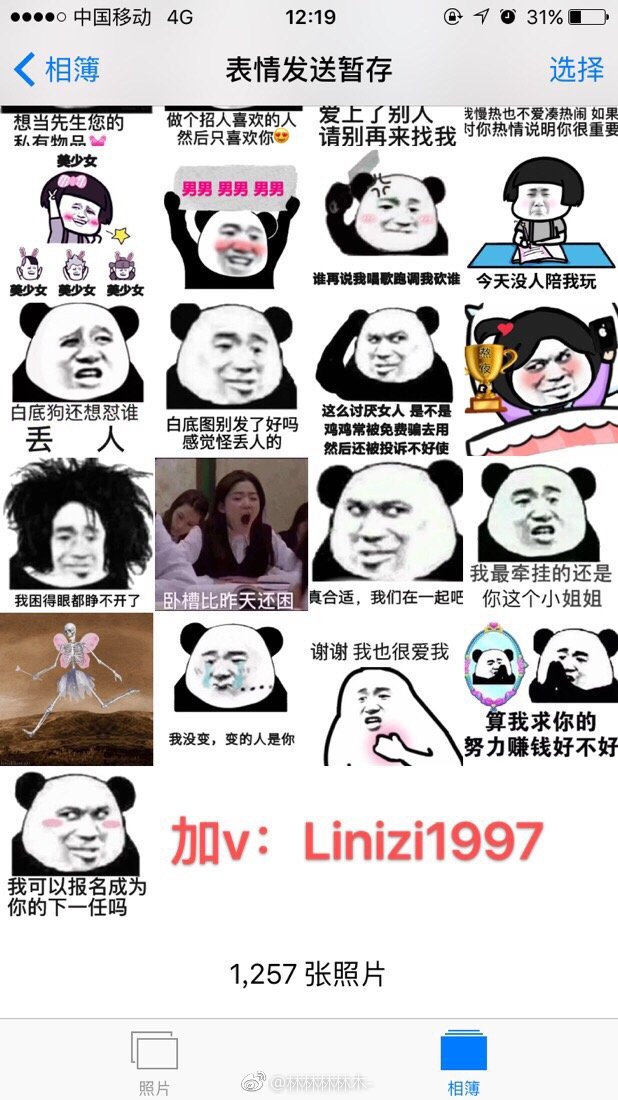 中国移动 4G 12:19 31%
相簿 表情发送暂存 选择
想当先生您的
私有物品
做个招人喜欢的人
然后只喜欢你
爱上了别人
请别再来找我
我慢热也不爱凑热闹 如果
对你热情说明你很重要
美少女
美少女 美少女 美少女
男男 男男 男男
谁再说我唱歌跑调我砍谁
今天没人陪我玩
白底狗还想怼谁
丢 人
白底图别发了好吗
感觉怪丢人的
这么讨厌女人 是不是
鸡鸡常被免费骗去用
然后还被投诉不好使
熬夜
我困得眼都睁不开了
卧槽比昨天还困
真合适，我们在一起吧
我最牵挂的还是
你这个小姐姐
我没变，变的人是你
谢谢 我也很爱我
算我求你的
努力赚钱好不好
我可以报名成为
你的下一任吗
加v：Linizi1997
1,257 张照片
照片 相簿
@林林林林木-